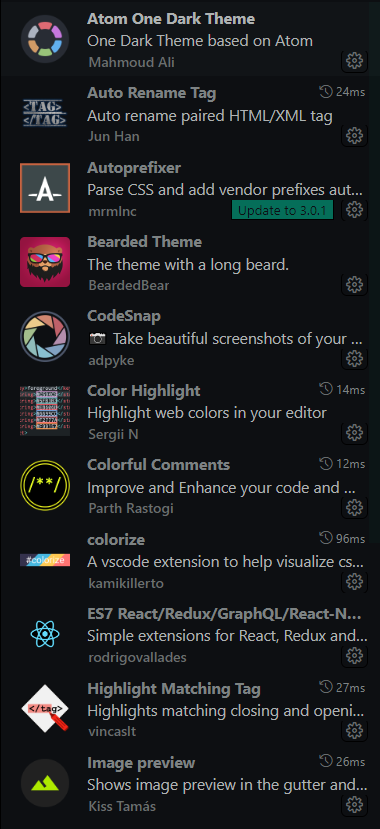 Atom One Dark Theme
One Dark Theme based on Atom
Mahmoud Ali
<TAG>
</TAG>
Auto Rename Tag 24ms
Auto rename paired HTML/XML tag
Jun Han
Autoprefixer
Parse CSS and add vendor prefixes aut...
mrmlnc Update to 3.0.1
Bearded Theme
The theme with a long beard.
BeardedBear
CodeSnap
📷 Take beautiful screenshots of your ...
adpyke
Color Highlight 14ms
Highlight web colors in your editor
Sergii N
/**/
Colorful Comments 12ms
Improve and Enhance your code and ...
Parth Rastogi
#colorize
colorize 96ms
A vscode extension to help visualize cs...
kamikillerto
ES7 React/Redux/GraphQL/React-N...
Simple extensions for React, Redux and...
rodrigovallades
</tag>
Highlight Matching Tag 27ms
Highlights matching closing and openi...
vincaslt
Image preview 26ms
Shows image preview in the gutter and...
Kiss Tamás